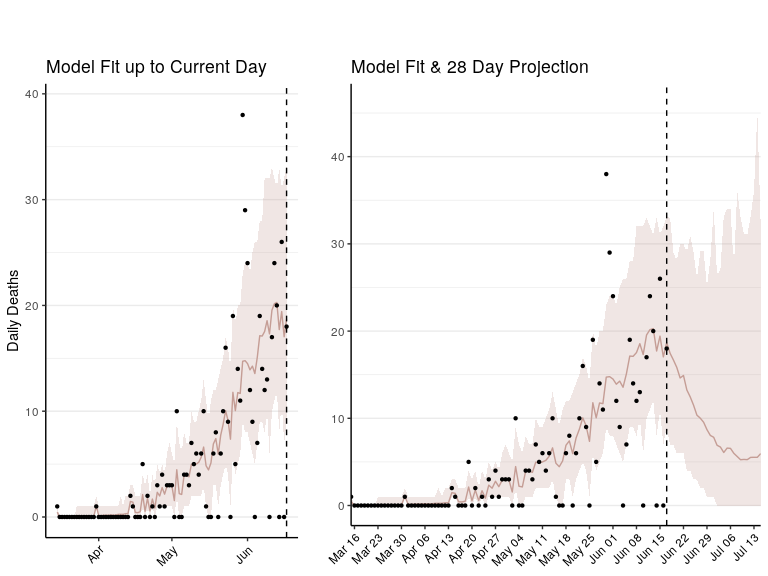 Model Fit up to Current Day
Daily Deaths
40
30
20
10
0
Apr
May
Jun
Model Fit & 28 Day Projection
40
30
20
10
0
Mar 16
Mar 23
Mar 30
Apr 06
Apr 13
Apr 20
Apr 27
May 04
May 11
May 18
May 25
Jun 01
Jun 08
Jun 15
Jun 22
Jun 29
Jul 06
Jul 13